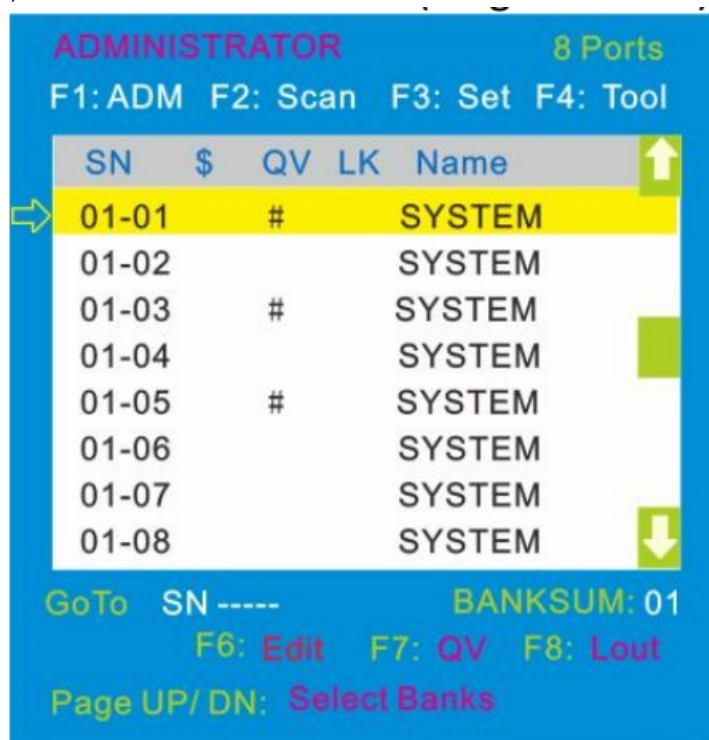 ADMINISTRATOR 8 Ports
F1: ADM F2: Scan F3: Set F4: Tool
SN $ QV LK Name
01-01 # SYSTEM
01-02 SYSTEM
01-03 # SYSTEM
01-04 SYSTEM
01-05 # SYSTEM
01-06 SYSTEM
01-07 SYSTEM
01-08 SYSTEM
GoTo SN ----- BANKSUM: 01
F6: Edit F7: QV F8: Lout
Page UP/ DN: Select Banks